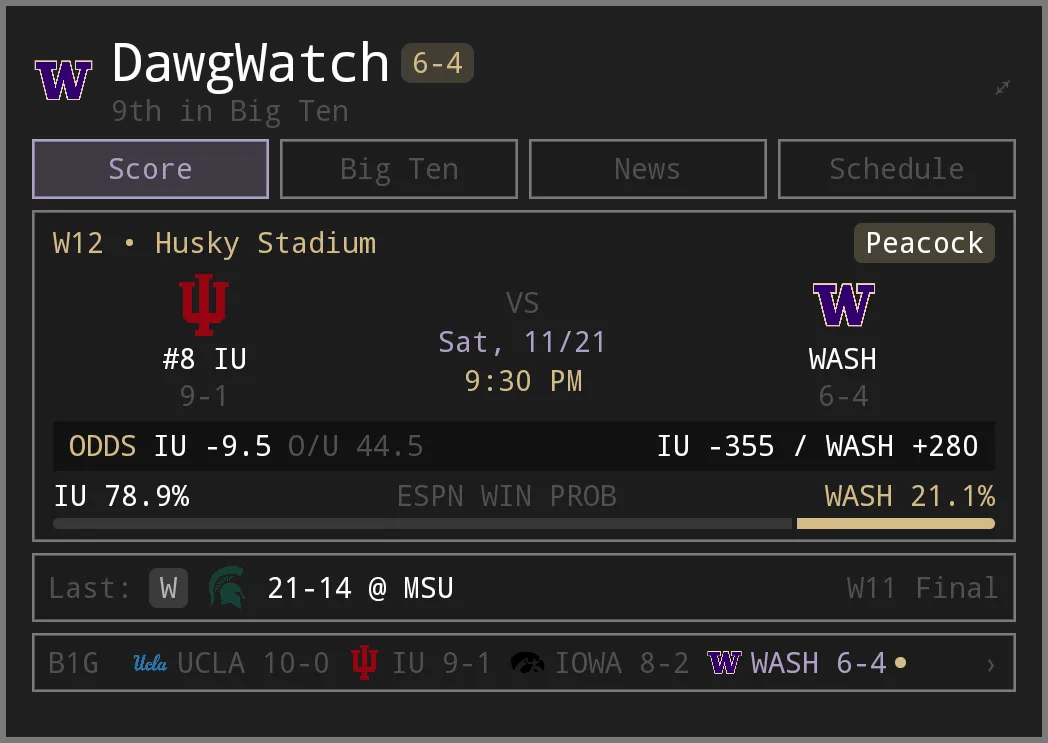 DawgWatch 6-4
9th in Big Ten
Score Big Ten News Schedule
W12 • Husky Stadium Peacock
VS
Sat, 11/21
#8 IU WASH
9:30 PM
9-1 6-4
ODDS IU -9.5 O/U 44.5 IU -355 / WASH +280
IU 78.9% ESPN WIN PROB WASH 21.1%
Last: W 21-14 @ MSU W11 Final
B1G Ucla UCLA 10-0 IU 9-1 IOWA 8-2 W WASH 6-4 • ›